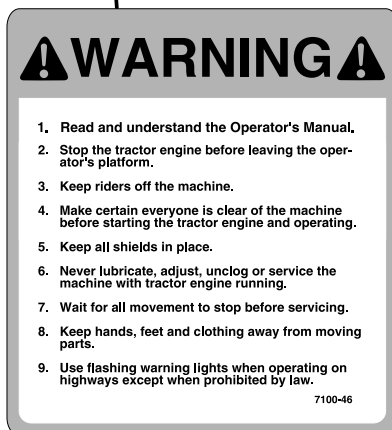 WARNING
1. Read and understand the Operator's Manual.
2. Stop the tractor engine before leaving the oper-
ator's platform.
3. Keep riders off the machine.
4. Make certain everyone is clear of the machine
before starting the tractor engine and operating.
5. Keep all shields in place.
6. Never lubricate, adjust, unclog or service the
machine with tractor engine running.
7. Wait for all movement to stop before servicing.
8. Keep hands, feet and clothing away from moving
parts.
9. Use flashing warning lights when operating on
highways except when prohibited by law.
7100-46